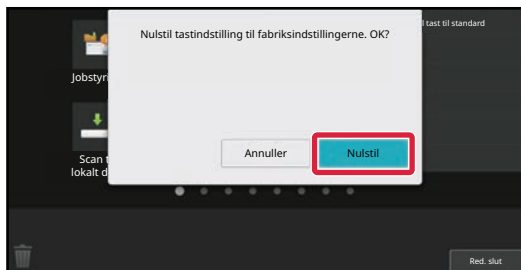 tast til standard
Nulstil tastindstilling til fabriksindstillingerne. OK?
Jobstyri
Annuller
Nulstil
Scan t
lokalt d
Red. slut